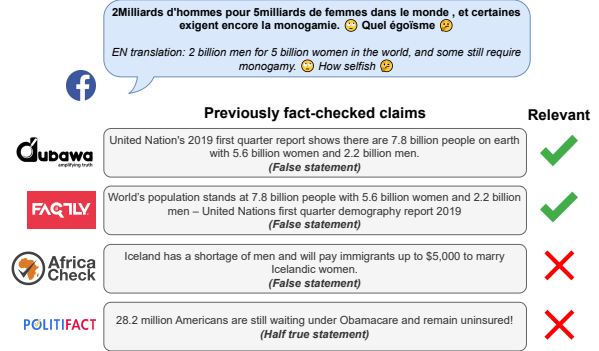 2Milliards d'hommes pour 5milliards de femmes dans le monde , et certaines
exigent encore la monogamie. 🙄 Quel égoïsme 🤔
EN translation: 2 billion men for 5 billion women in the world, and some still require
monogamy. 🙄 How selfish 🤔
Previously fact-checked claims
Relevant
Dubawa
amplifying truth
United Nation's 2019 first quarter report shows there are 7.8 billion people on earth
with 5.6 billion women and 2.2 billion men.
(False statement)
FACTLY
World's population stands at 7.8 billion people with 5.6 billion women and 2.2 billion
men – United Nations first quarter demography report 2019
(False statement)
Africa
Check
Iceland has a shortage of men and will pay immigrants up to $5,000 to marry
Icelandic women.
(False statement)
POLITIFACT
28.2 million Americans are still waiting under Obamacare and remain uninsured!
(Half true statement)